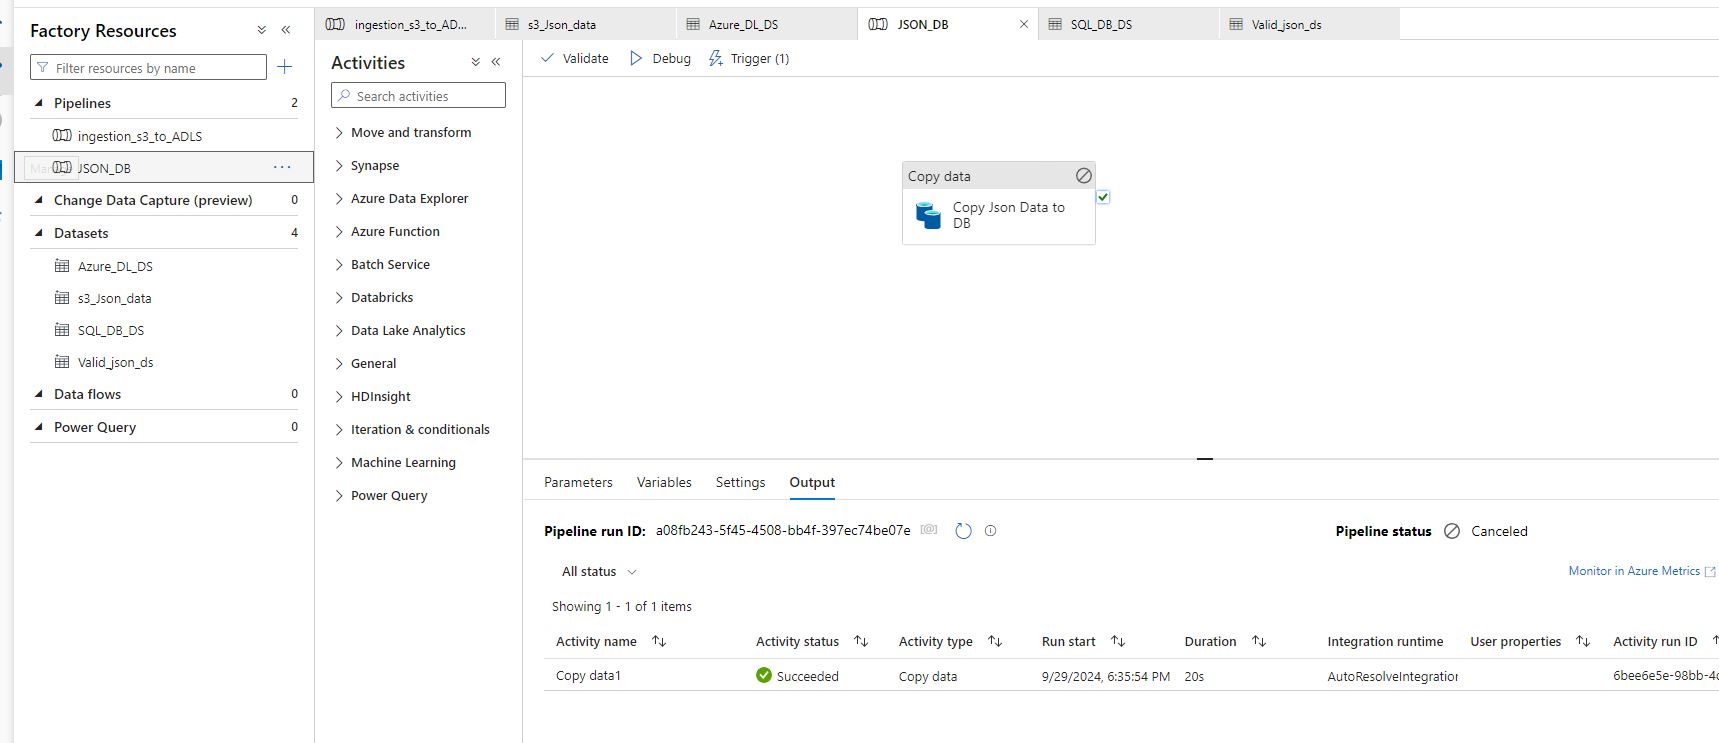 ingestion_s3_to_AD...
s3_Json_data
Azure_DL_DS
JSON_DB
SQL_DB_DS
Valid_json_ds
Factory Resources
Filter resources by name
Pipelines
2
ingestion_s3_to_ADLS
JSON_DB
Change Data Capture (preview)
0
Datasets
4
Azure_DL_DS
s3_Json_data
SQL_DB_DS
Valid_json_ds
Data flows
0
Power Query
0
Activities
Search activities
Move and transform
Synapse
Azure Data Explorer
Azure Function
Batch Service
Databricks
Data Lake Analytics
General
HDInsight
Iteration & conditionals
Machine Learning
Power Query
Validate
Debug
Trigger (1)
Copy data
Copy Json Data to
DB
Parameters
Variables
Settings
Output
Pipeline run ID: a08fb243-5f45-4508-bb4f-397ec74be07e
Pipeline status Canceled
All status
Monitor in Azure Metrics
Showing 1 - 1 of 1 items
Activity name
Activity status
Activity type
Run start
Duration
Integration runtime
User properties
Activity run ID
Copy data1
Succeeded
Copy data
9/29/2024, 6:35:54 PM
20s
AutoResolveIntegration
6bee6e5e-98bb-4